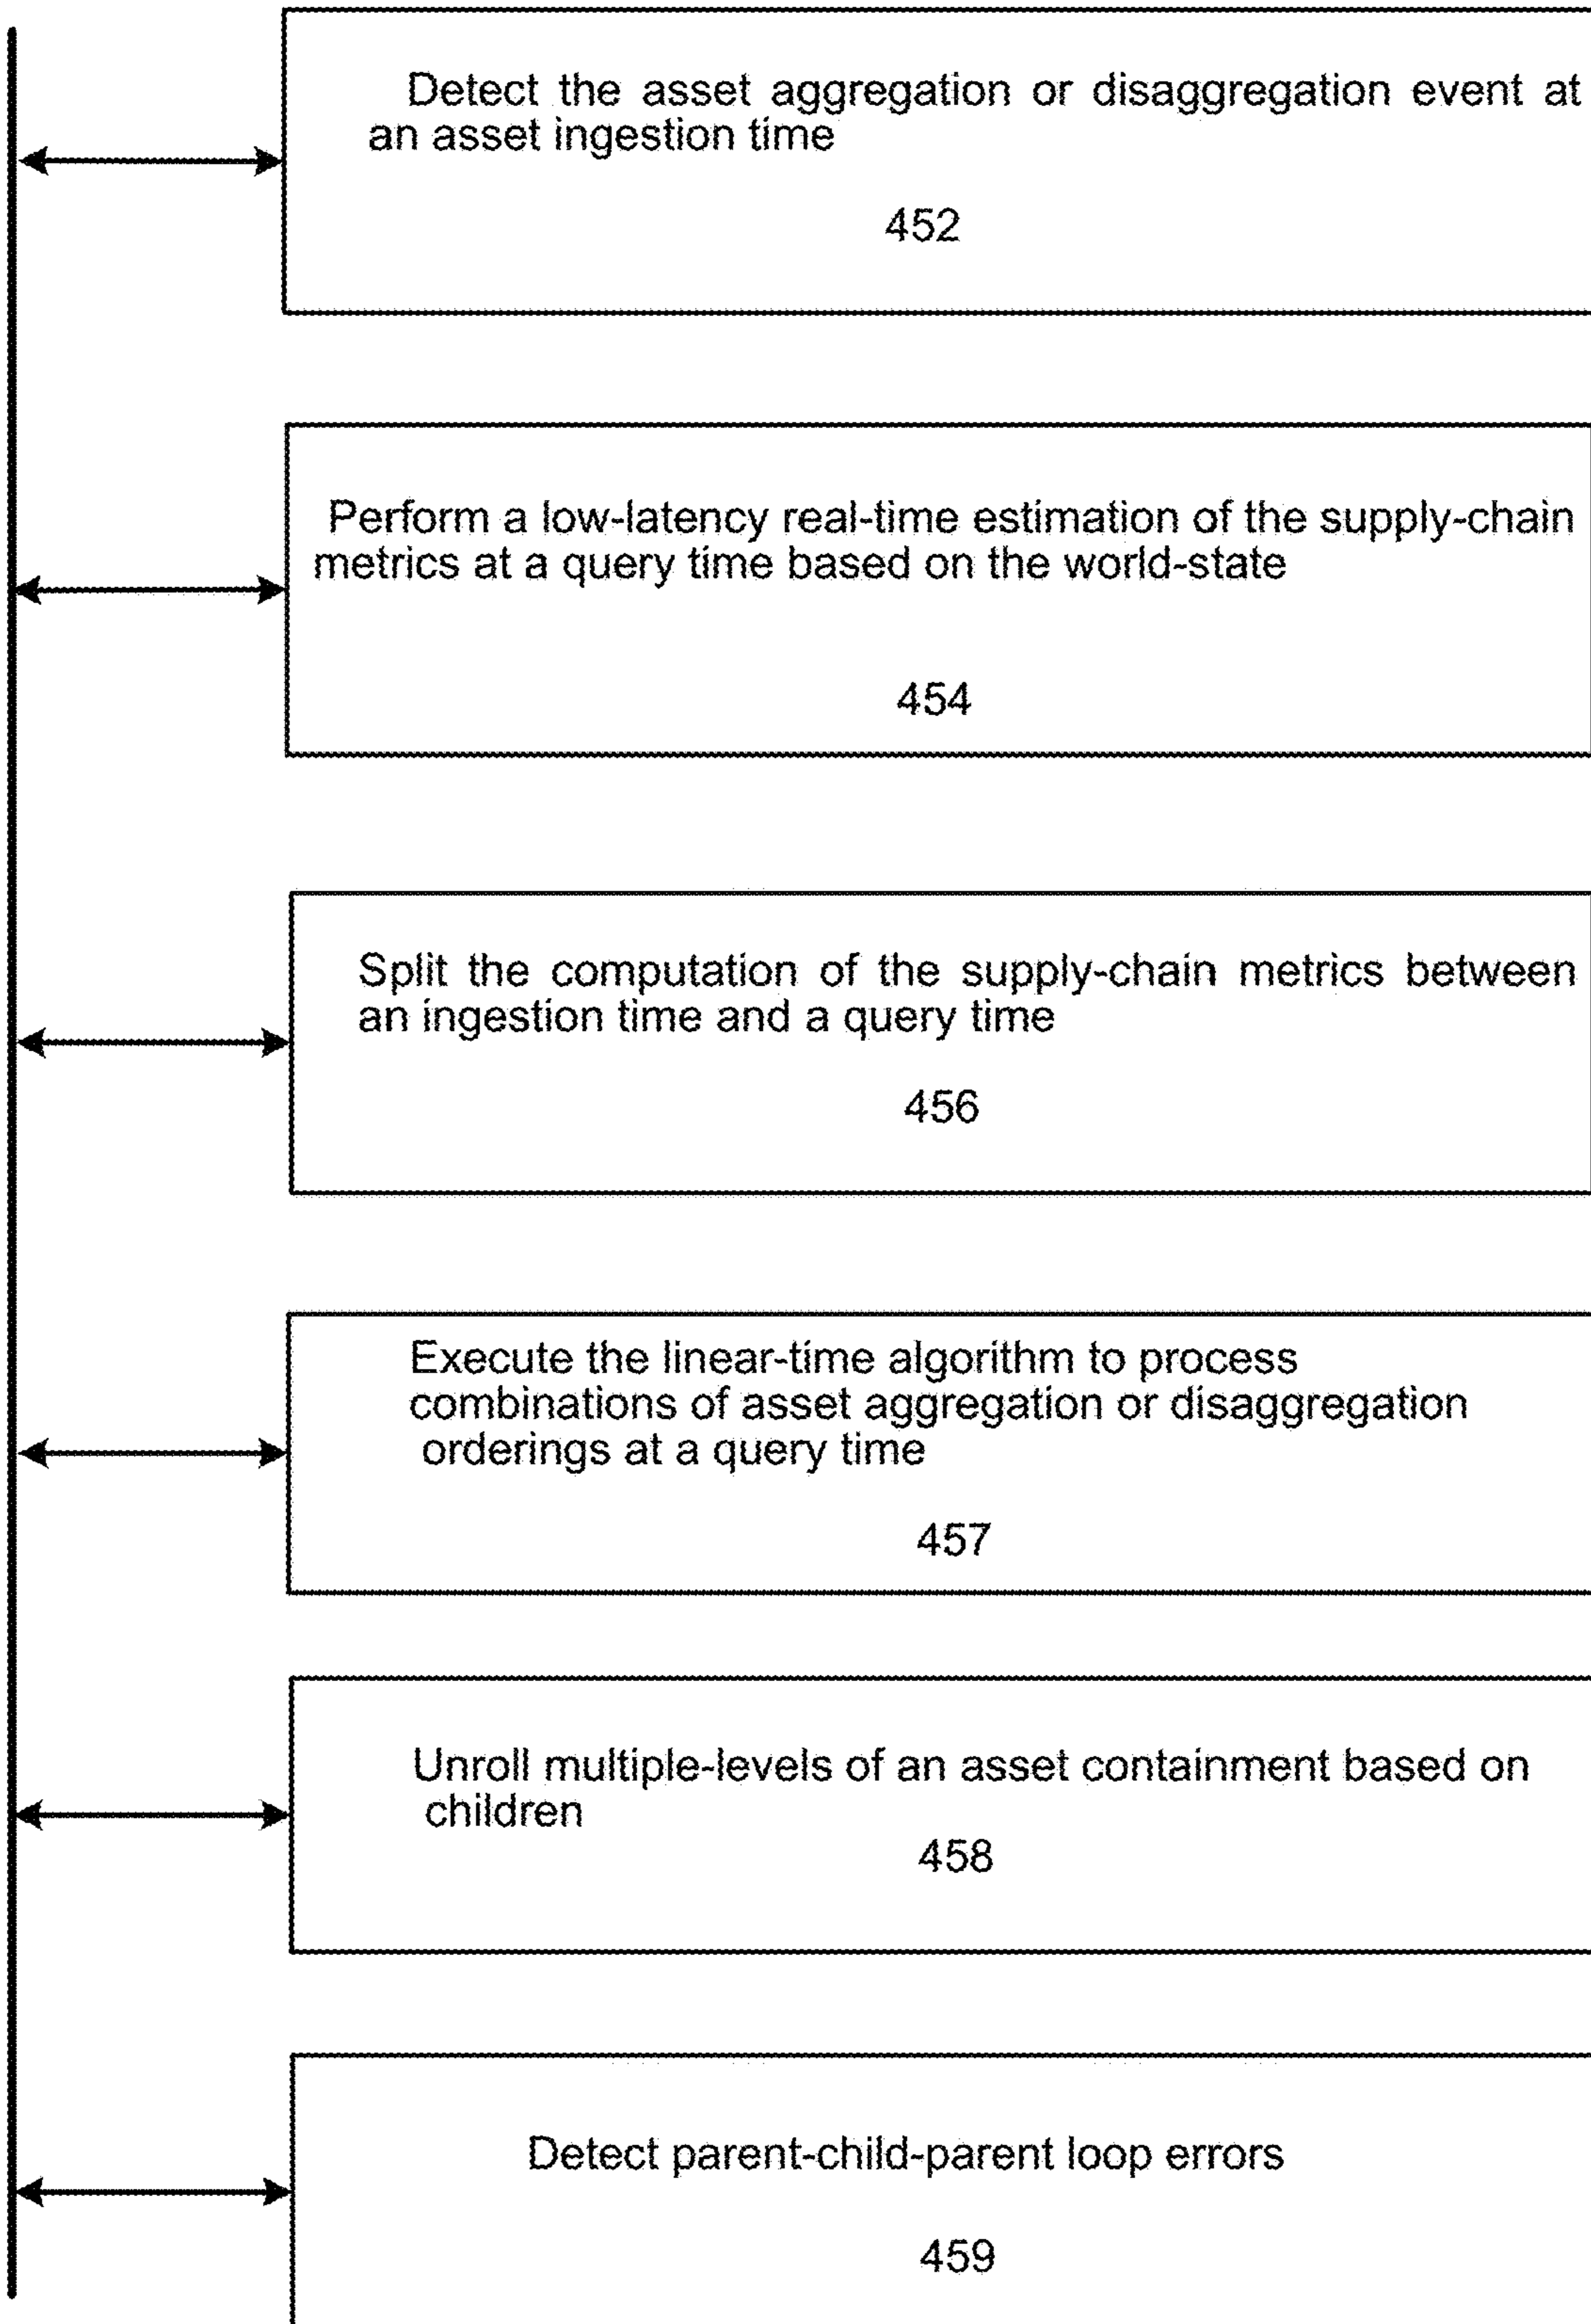 Detect the asset aggregation or disaggregation event at
an asset ingestion time
452
Perform a low-latency real-time estimation of the supply-chain
metrics at a query time based on the world-state
454
Split the computation of the supply-chain metrics between
an ingestion time and a query time
456
Execute the linear-time algorithm to process
combinations of asset aggregation or disaggregation
orderings at a query time
457
Unroll multiple-levels of an asset containment based on
children
458
Detect parent-child-parent loop errors
459